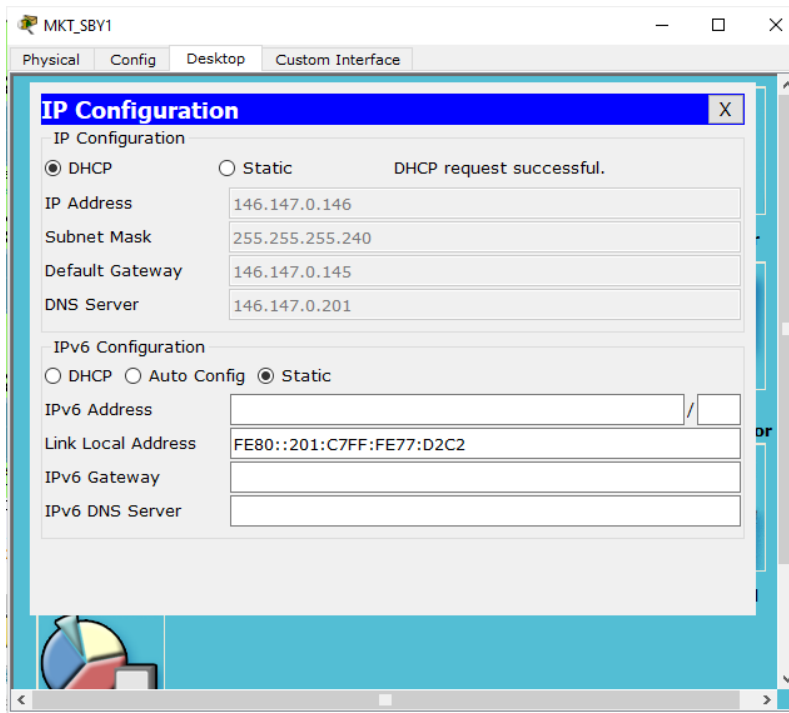 MKT_SBY1
Physical Config Desktop Custom Interface
IP Configuration X
IP Configuration
DHCP Static DHCP request successful.
IP Address 146.147.0.146
Subnet Mask 255.255.255.240
Default Gateway 146.147.0.145
DNS Server 146.147.0.201
IPv6 Configuration
DHCP Auto Config Static
IPv6 Address /
Link Local Address FE80::201:C7FF:FE77:D2C2
IPv6 Gateway
IPv6 DNS Server